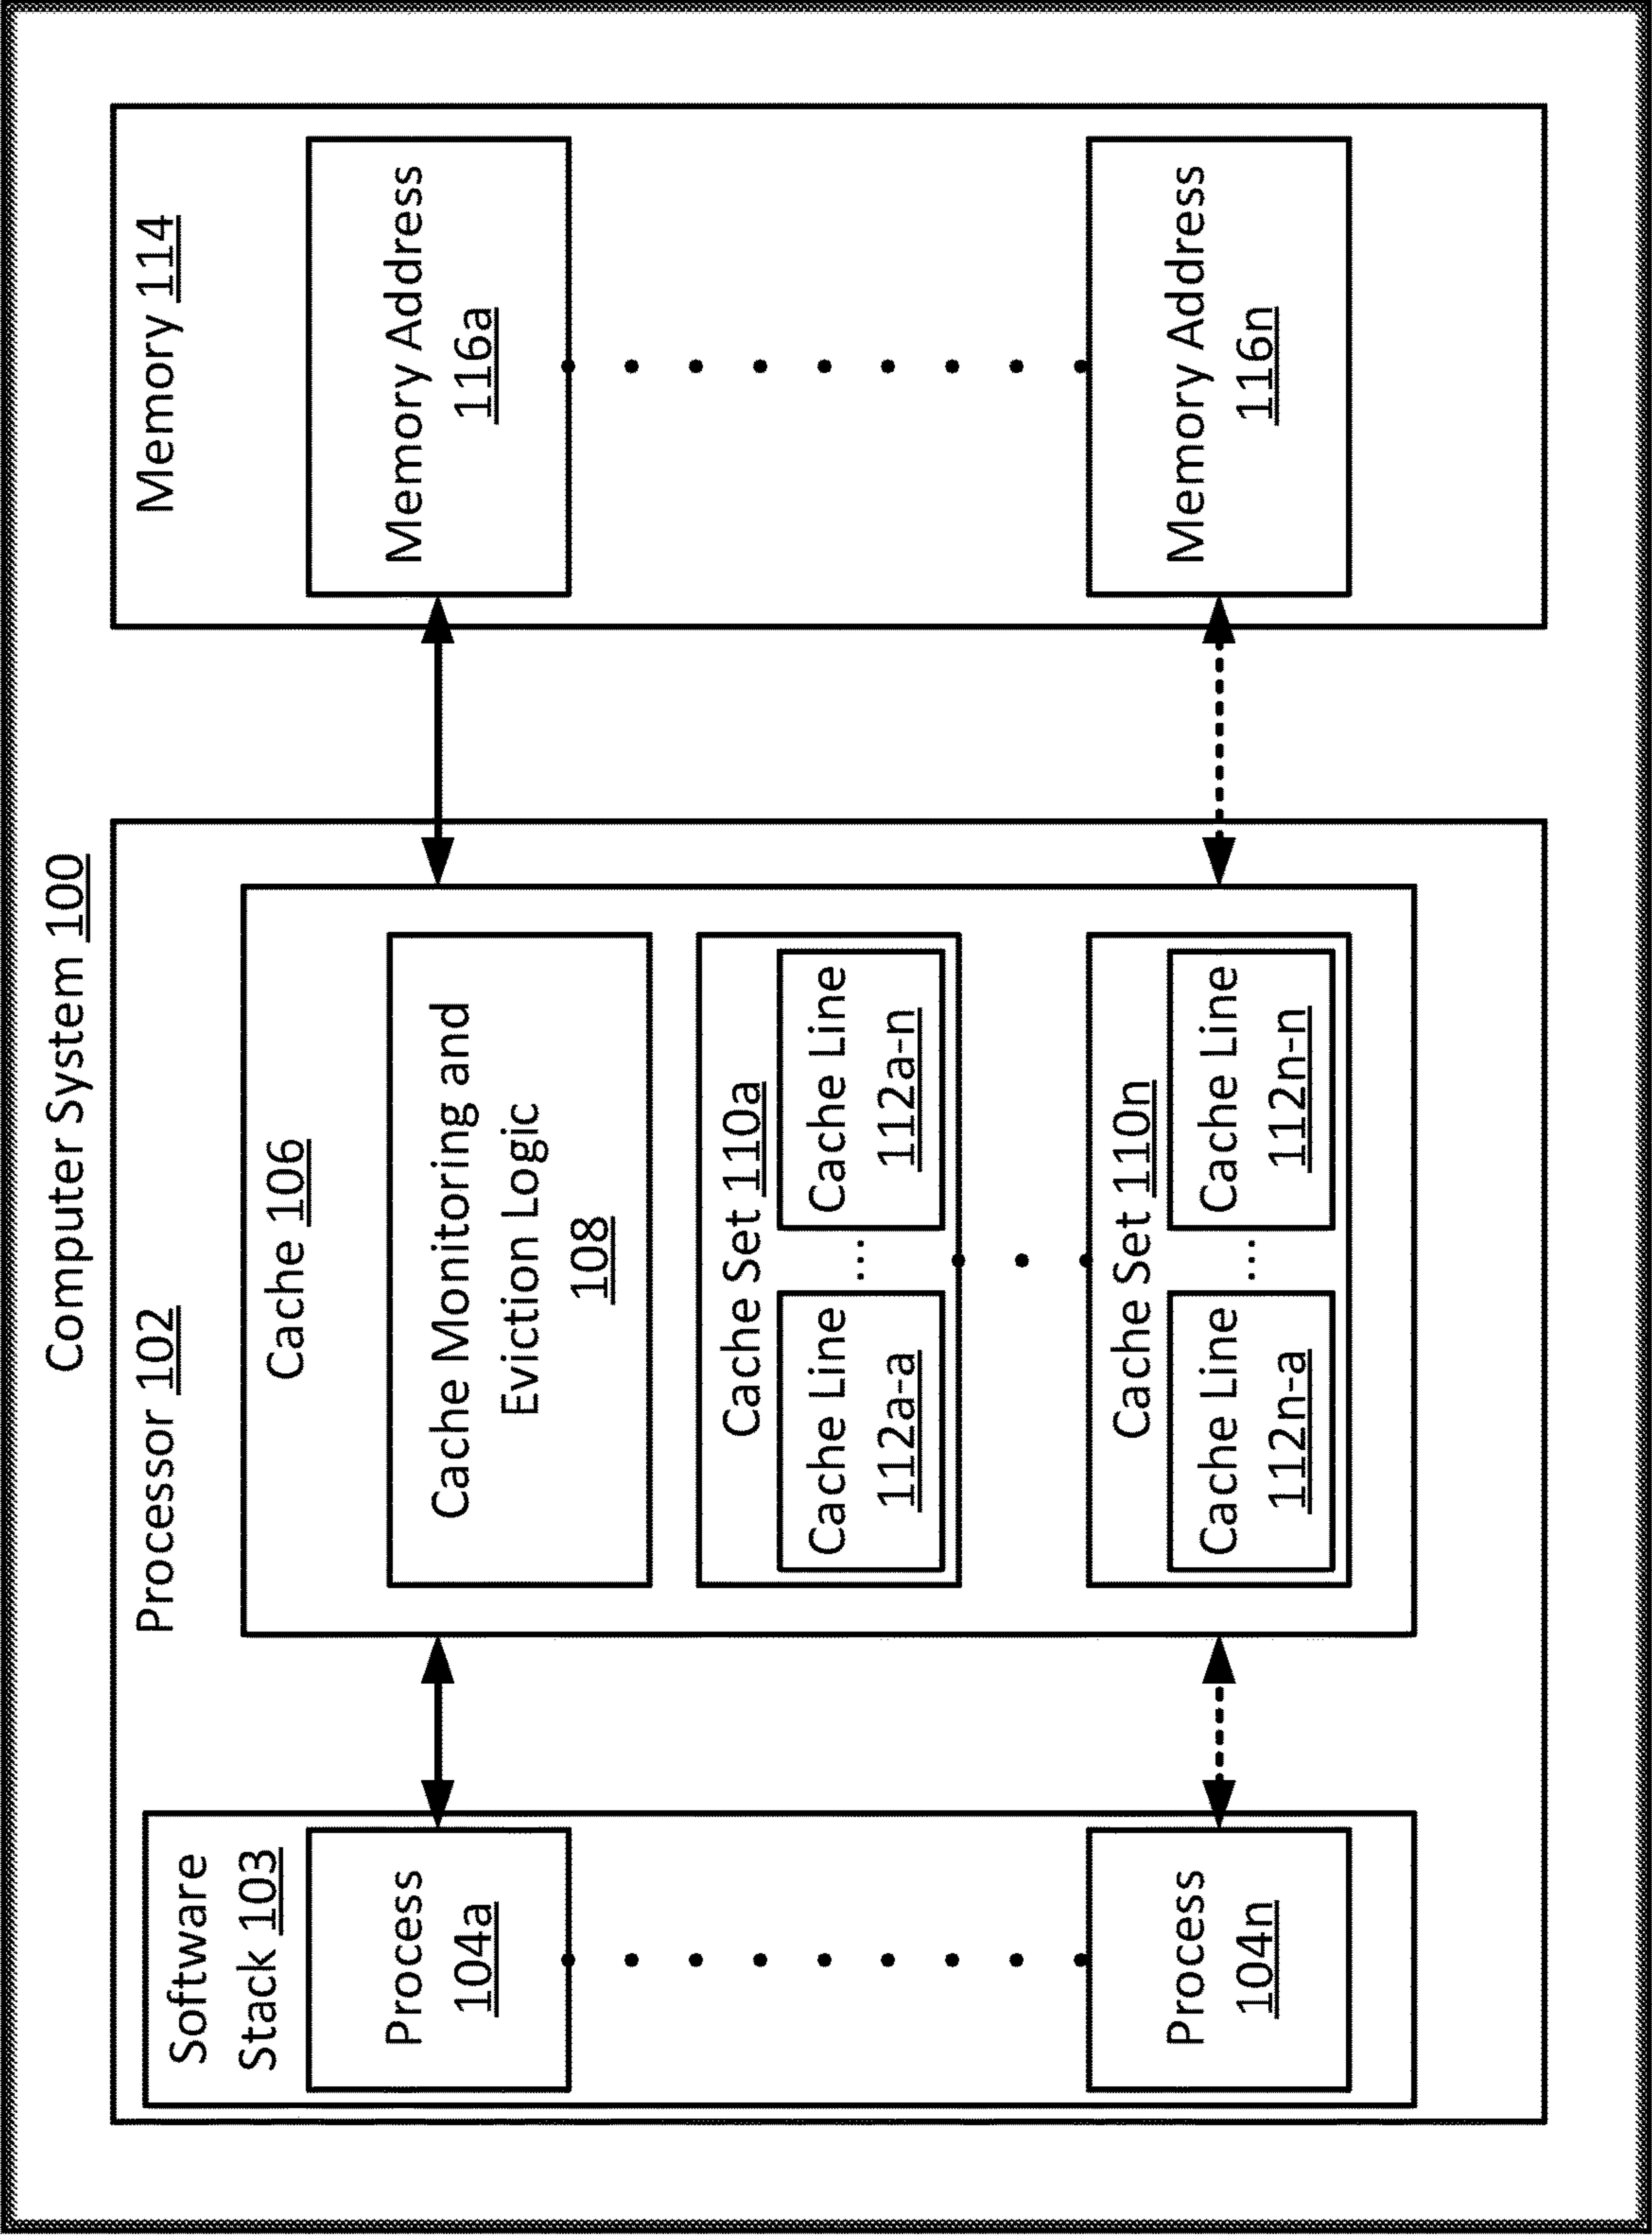 Computer System 100
Processor 102
Software
Stack 103
Process
104a
Process
104n
Cache 106
Cache Monitoring and
Eviction Logic
108
Cache Set 110a
Cache Line
112a-a
...
Cache Line
112a-n
Cache Set 110n
Cache Line
112n-a
...
Cache Line
112n-n
Memory 114
Memory Address
116a
Memory Address
116n